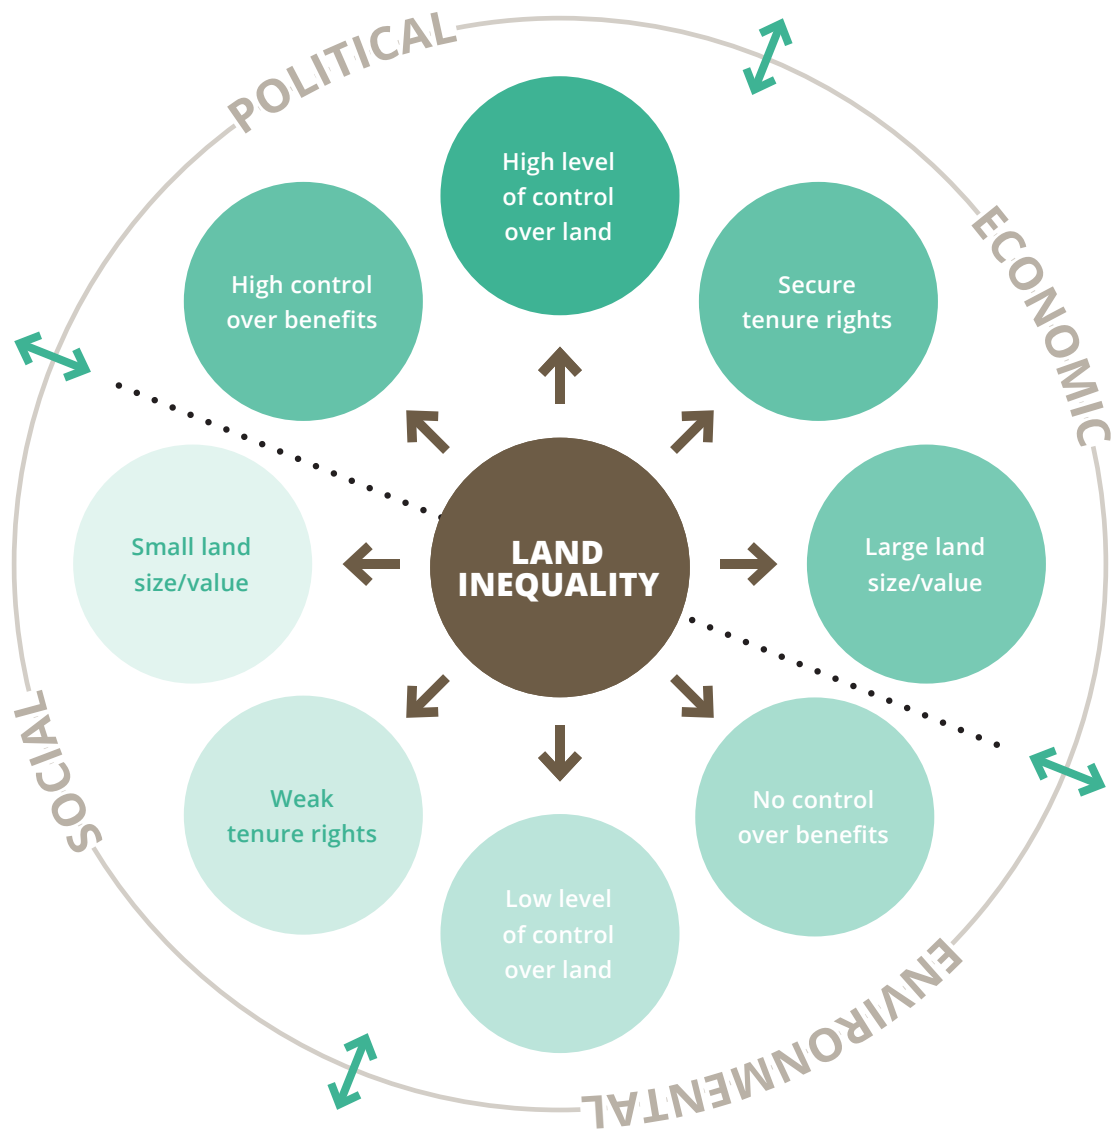 POLITICAL
ECONOMIC
ENVIRONMENTAL
SOCIAL
High level
of control
over land
Secure
tenure rights
Large land
size/value
No control
over benefits
Low level
of control
over land
Weak
tenure rights
Small land
size/value
High control
over benefits
LAND
INEQUALITY